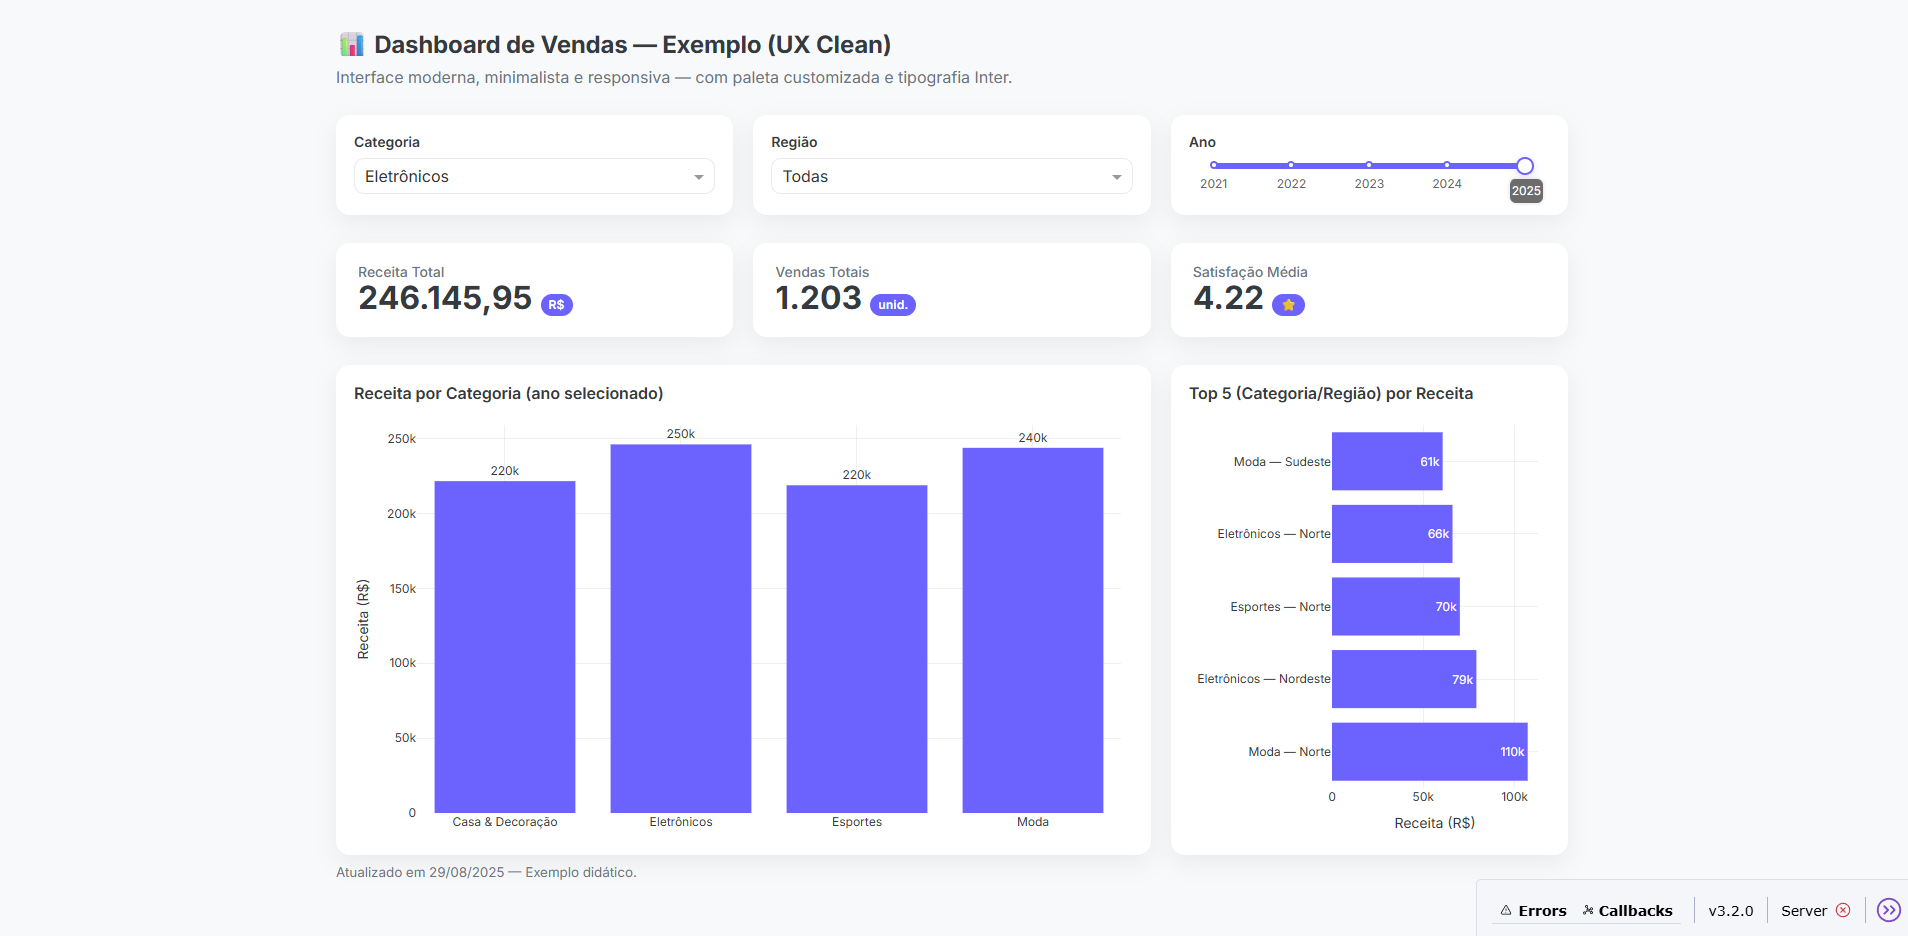 Dashboard de Vendas — Exemplo (UX Clean)
Interface moderna, minimalista e responsiva — com paleta customizada e tipografia Inter.
Categoria
Eletrônicos
Região
Todas
Ano
2021 2022 2023 2024
2025
Receita Total
246.145,95 R$
Vendas Totais
1.203 unid.
Satisfação Média
4.22
Receita por Categoria (ano selecionado)
250k
200k
150k
100k
50k
0
Receita (R$)
220k 250k 220k 240k
Casa & Decoração Eletrônicos Esportes Moda
Top 5 (Categoria/Região) por Receita
Moda — Sudeste 61k
Eletrônicos — Norte 66k
Esportes — Norte 70k
Eletrônicos — Nordeste 79k
Moda — Norte 110k
0 50k 100k
Receita (R$)
Atualizado em 29/08/2025 — Exemplo didático.
Errors Callbacks v3.2.0 Server